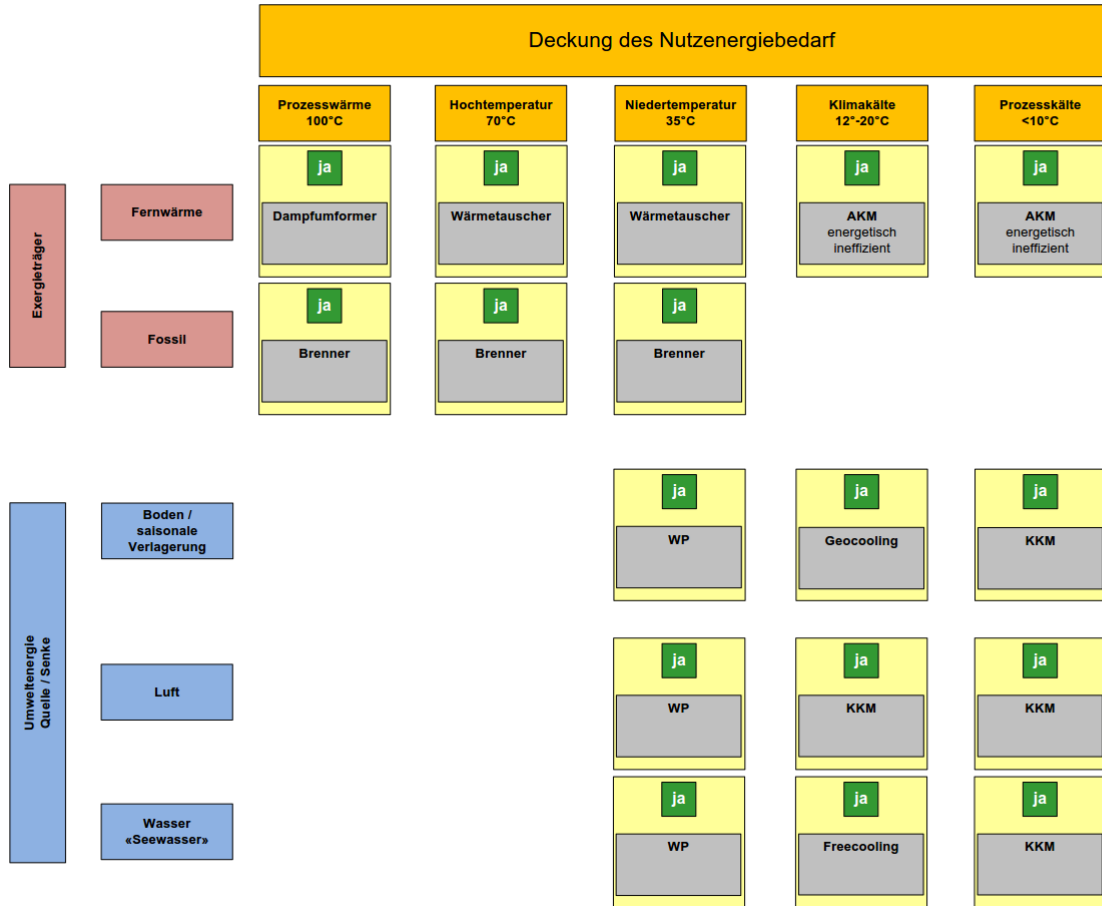 Deckung des Nutzenergiebedarf
Prozesswärme
100°C
Hochtemperatur
70°C
Niedertemperatur
35°C
Klimakälte
12°-20°C
Prozesskälte
<10°C
Exergieträger
Fernwärme
ja
Dampfumformer
ja
Wärmetauscher
ja
Wärmetauscher
ja
AKM
energetisch
ineffizient
ja
AKM
energetisch
ineffizient
Fossil
ja
Brenner
ja
Brenner
ja
Brenner
Umweltenergie
Quelle / Senke
Boden /
saisonale
Verlagerung
ja
WP
ja
Geocooling
ja
KKM
Luft
ja
WP
ja
KKM
ja
KKM
Wasser
«Seewasser»
ja
WP
ja
Freecooling
ja
KKM